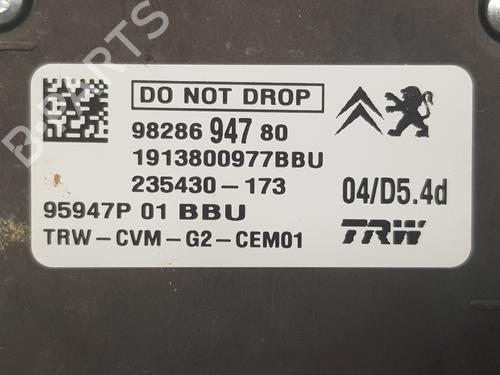 DO NOT DROP
98286 947 80
1913800977BBU
235430-173
04/D5.4d
95947P 01 BBU
TRW-CVM-G2-CEM01
TRW
B-PARTS